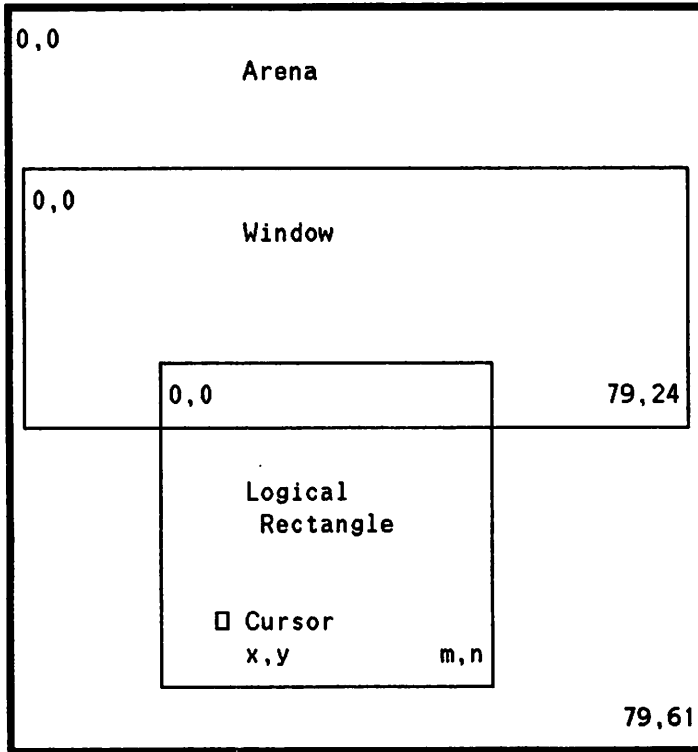 0,0
Arena
0,0
Window
0,0
79,24
Logical
Rectangle
▯ Cursor
x,y
m,n
79,61